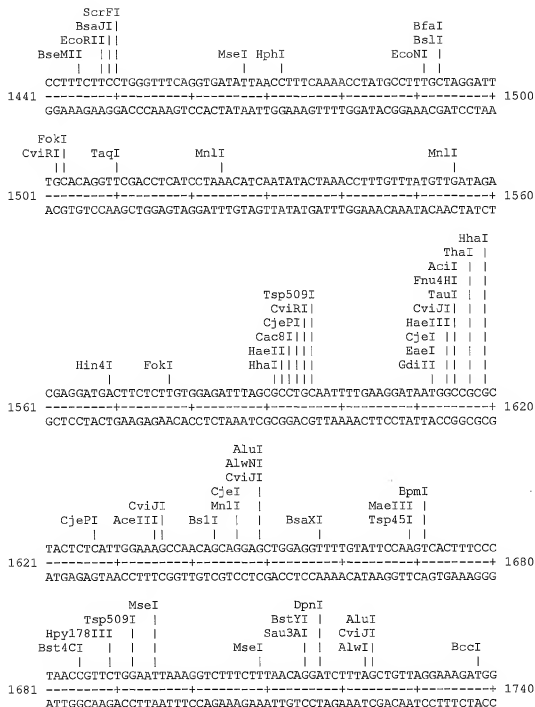 ScrFI
BsaJI
EcoRII BfaI
BslI
BseMII MseI HphI EcoNI
CCTTTCTTCCTGGGTTTCAGGTGATATTAACCTTTCAAAACCTATGCCTTTGCTAGGATT
1441 1500
GGAAAGAAGGACCCAAAGTCCACTATAATTGGAAAGTTTTGGATACGGAAACGATCCTAA
FokI
CviRI TaqI MnlI MnlI
TGCACAGGTTCGACCTCATCCTAAACATCAATATACTAAACCTTTGTTTATGTTGATAGA
1501 1560
ACGTGTCCAAGCTGGAGTAGGATTTGTAGTTATATGATTTGGAAACAAATACAACTATCT
HhaI
ThaI
AciI
Fnu4HI
Tsp509I TauI
CviRI CviJI
CjePI HaeIII
Cac8I CjeI
HaeII EaeI
Hin4I FokI HhaI GdiII
CGAGGATGACTTCTCTTGTGGAGATTTAGCGCCTGCAATTTTGAAGGATAATGGCCGCGC
1561 1620
GCTCCTACTGAAGAGAACACCTCTAAATCGCGGACGTTAAAACTTCCTATTACCGGCGCG
AluI
AlwNI
CviJI
CjeI BpmI
CviJI MnlI MaeIII
CjePI AceIII BslI BsaXI Tsp45I
TACTCTCATTGGAAAGCCAACAGCAGGAGCTGGAGGTTTTGTATTCCAAGTCACTTTCCC
1621 1680
ATGAGAGTAACCTTTCGGTTGTCGTCCTCGACCTCCAAAACATAAGGTTCAGTGAAAGGG
MseI DpnI
Tsp509I BstYI AluI
Hpy178III Sau3AI CviJI
Bst4CI MseI AlwI BccI
TAACCGTTCTGGAATTAAAGGTCTTTCTTTAACAGGATCTTTAGCTGTTAGGAAAGATGG
1681 1740
ATTGGCAAGACCTTAATTTCCAGAAAGAAATTGTCCTAGAAATCGACAATCCTTTCTACC